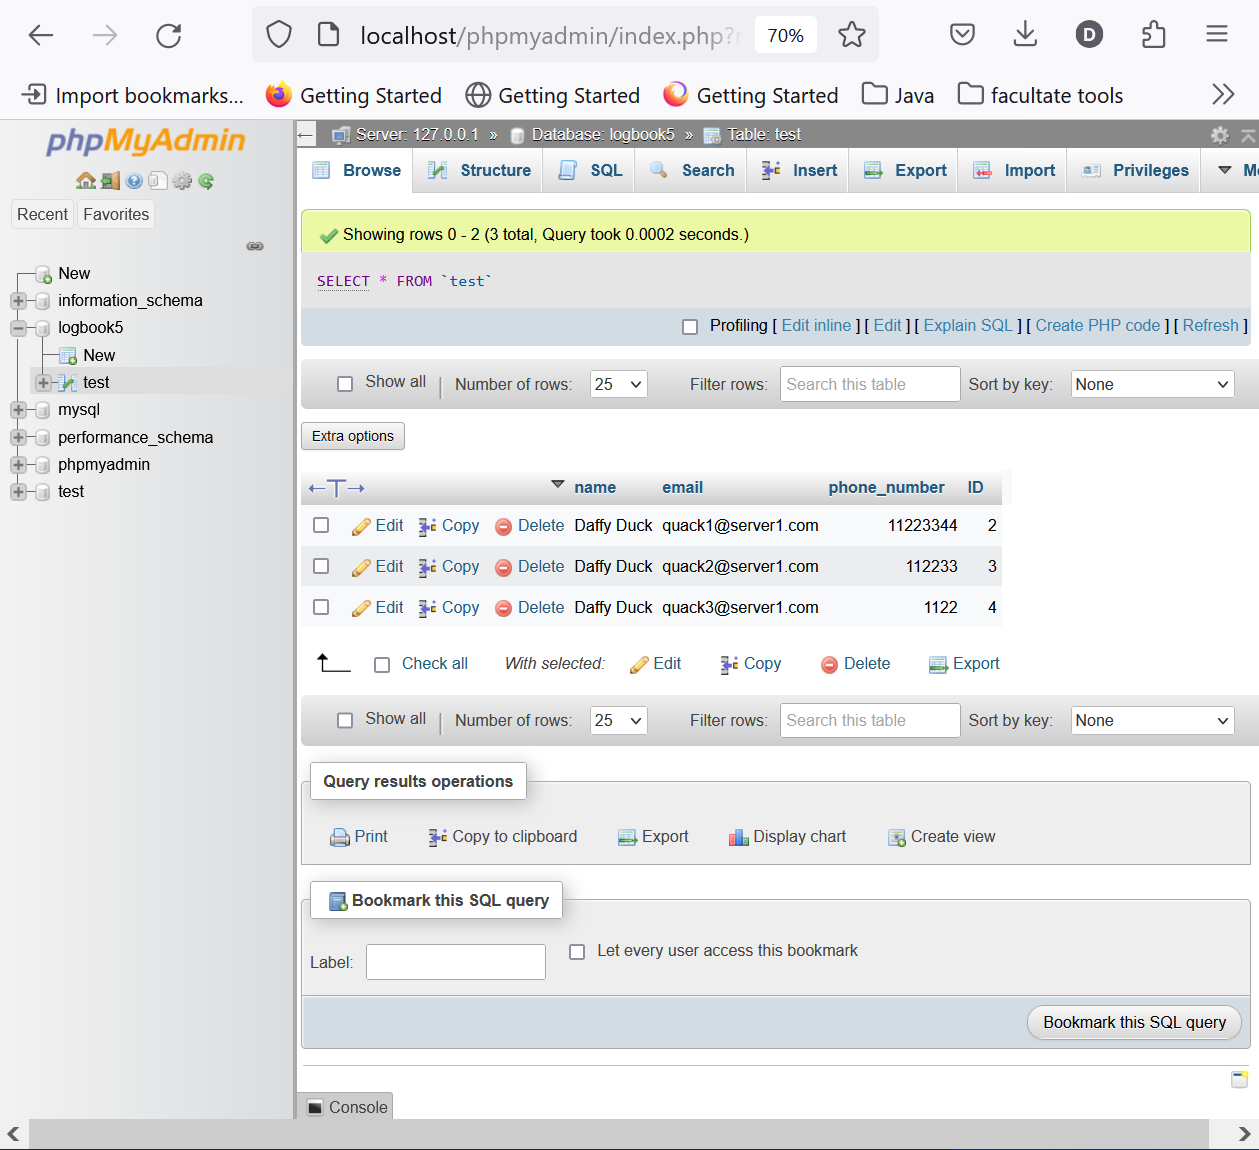 localhost/phpmyadmin/index.php? 70% D
Import bookmarks... Getting Started Getting Started Getting Started Java facultate tools
phpMyAdmin
Recent Favorites
New
information_schema
logbook5
New
test
mysql
performance_schema
phpmyadmin
test
Server: 127.0.0.1 » Database: logbook5 » Table: test
Browse Structure SQL Search Insert Export Import Privileges
Showing rows 0 - 2 (3 total, Query took 0.0002 seconds.)
SELECT * FROM `test`
Profiling [ Edit inline ] [ Edit ] [ Explain SQL ] [ Create PHP code ] [ Refresh ]
Show all Number of rows: 25 Filter rows: Search this table Sort by key: None
Extra options
←T→ name email phone_number ID
Edit Copy Delete Daffy Duck quack1@server1.com 11223344 2
Edit Copy Delete Daffy Duck quack2@server1.com 112233 3
Edit Copy Delete Daffy Duck quack3@server1.com 1122 4
Check all With selected: Edit Copy Delete Export
Show all Number of rows: 25 Filter rows: Search this table Sort by key: None
Query results operations
Print Copy to clipboard Export Display chart Create view
Bookmark this SQL query
Label: Let every user access this bookmark
Bookmark this SQL query
Console